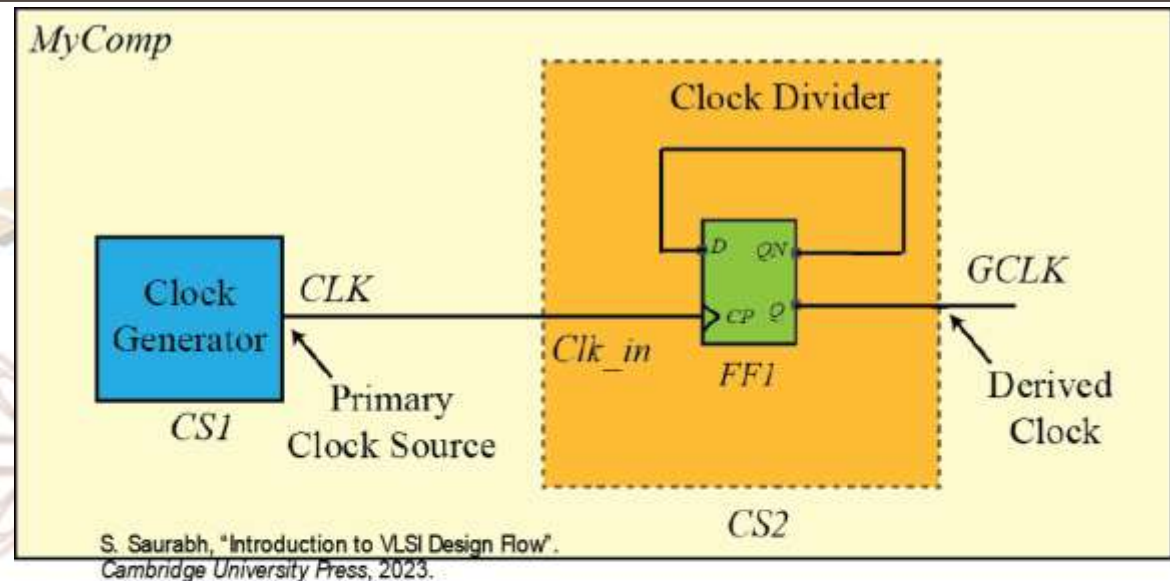 MyComp
Clock Divider
Clock
Generator
CS1
CLK
Primary
Clock Source
Clk_in
D
QN
CP
Q
FF1
GCLK
Derived
Clock
CS2
S. Saurabh, "Introduction to VLSI Design Flow".
Cambridge University Press, 2023.